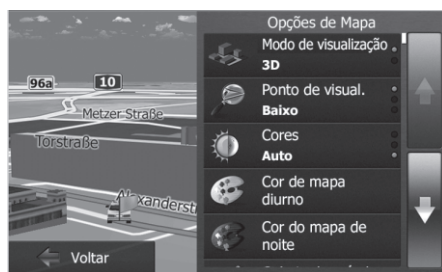 Opções de Mapa
Modo de visualização
3D
Ponto de visual.
Baixo
Cores
Auto
Cor de mapa
diurno
Cor do mapa de
noite
96a
10
Metzer Straße
Torstraße
Alexanderst
Voltar